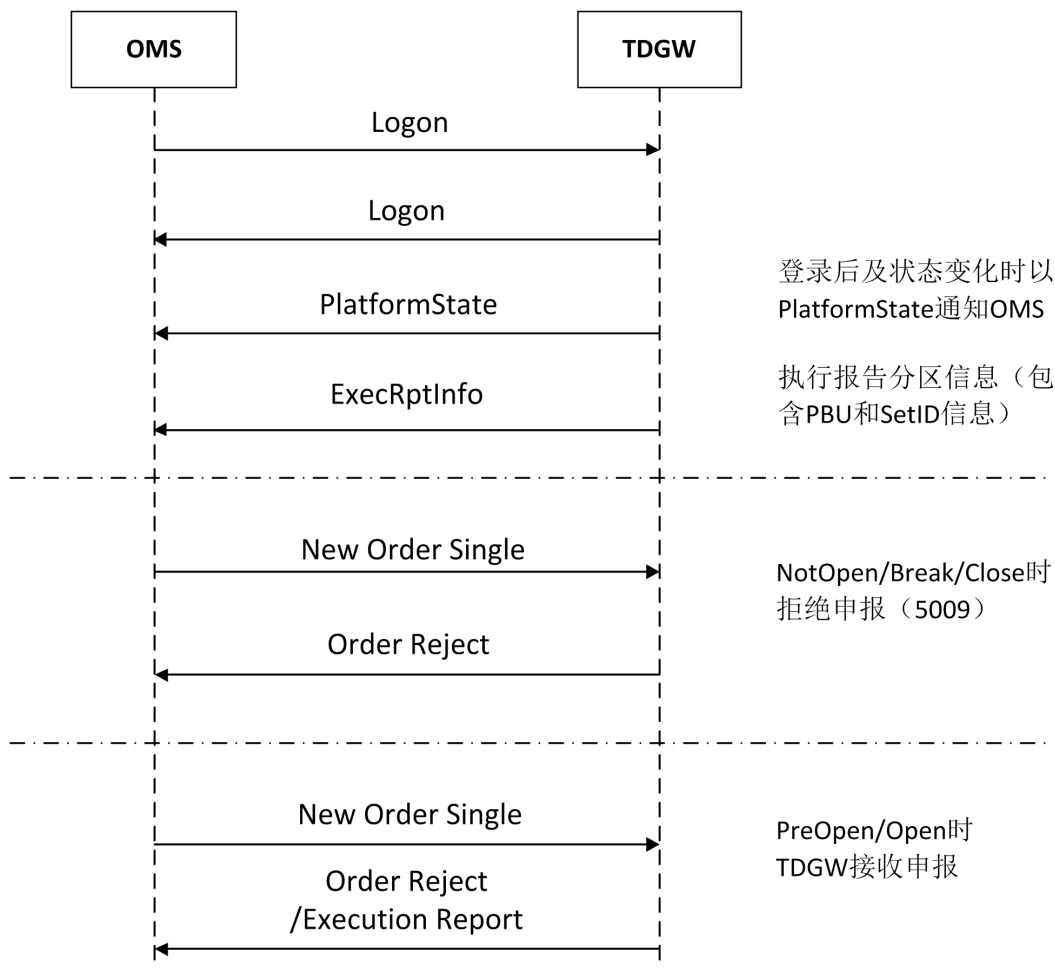 OMS
TDGW
Logon
Logon
登录后及状态变化时以
PlatformState通知OMS
PlatformState
执行报告分区信息（包
含PBU和SetID信息）
ExecRptInfo
New Order Single
NotOpen/Break/Close时
拒绝申报（5009）
Order Reject
New Order Single
PreOpen/Open时
TDGW接收申报
Order Reject
/Execution Report